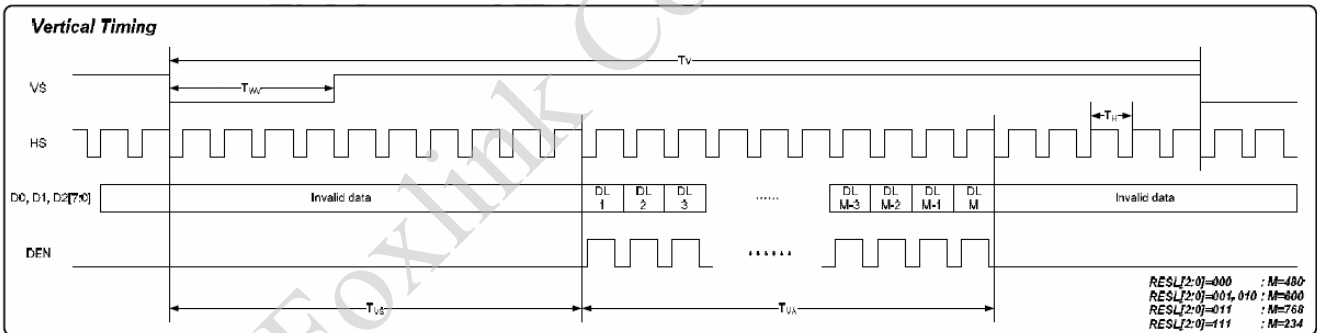 Vertical Timing
TV
VS
TWV
TH
HS
D0, D1, D2[7:0]
Invalid data
DL 1
DL 2
DL 3
......
DL M-3
DL M-2
DL M-1
DL M
Invalid data
DEN
......
RESL[2:0]=000 : M=480
RESL[2:0]=001, 010 : M=600
RESL[2:0]=011 : M=768
RESL[2:0]=111 : M=234
TVS
TVA
Foxlink Co